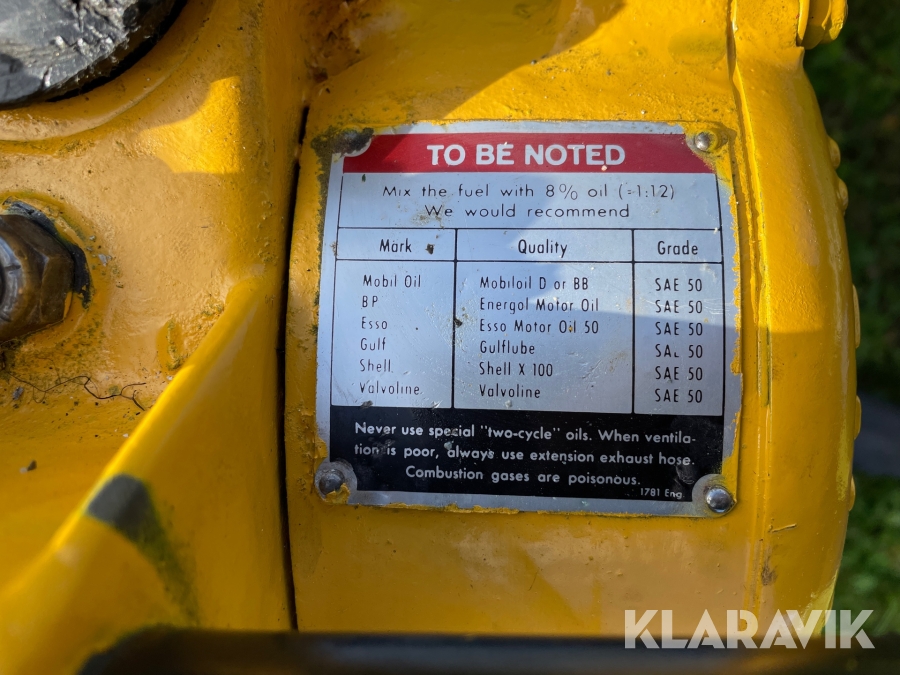 TO BE NOTED
Mix the fuel with 8% oil (=1:12)
We would recommend
Mark Quality Grade
Mobil Oil Mobiloil D or BB SAE 50
BP Energol Motor Oil SAE 50
Esso Esso Motor Oil 50 SAE 50
Gulf Gulflube SAE 50
Shell Shell X 100 SAE 50
Valvoline Valvoline SAE 50
Never use special "two-cycle" oils. When ventila-
tion is poor, always use extension exhaust hose.
Combustion gases are poisonous.
1781 Eng.
KLARAVIK